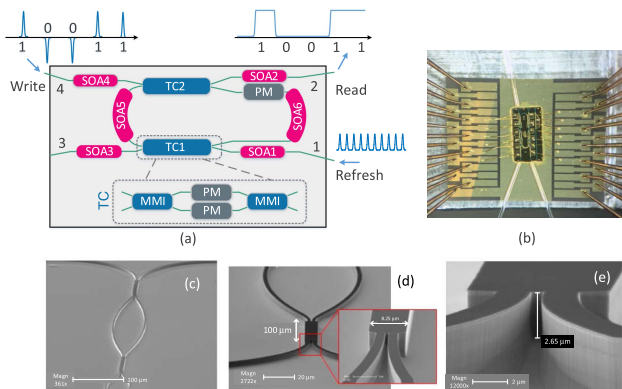 0 0
1 1 1
1 0 0 1 1
Write
4
SOA4
TC2
SOA2
PM
2
Read
SOA5
SOA6
3
SOA3
TC1
SOA1
1
Refresh
TC
MMI
PM
PM
MMI
(a)
(b)
(c)
Magn
361x
300 μm
(d)
100 μm
8.25 μm
Magn
2722x
20 μm
(e)
2.65 μm
Magn
12000x
2 μm